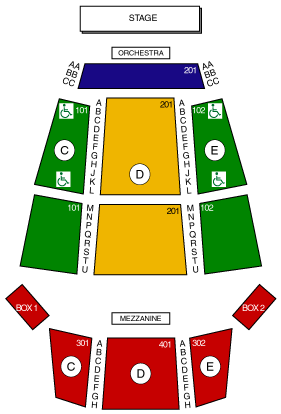 STAGE
ORCHESTRA
AA AA
BB 201 BB
CC CC
A 201 A
101 B B 102
C C
D D
E E
C F F E
G G
H D H
J J
K K
L L
101 M 201 M 102
N N
P P
Q Q
R R
S S
T T
U U
BOX 1 BOX 2
MEZZANINE
301 A 401 A 302
B B
C C
C D D D E
E E
F F
G G
H H